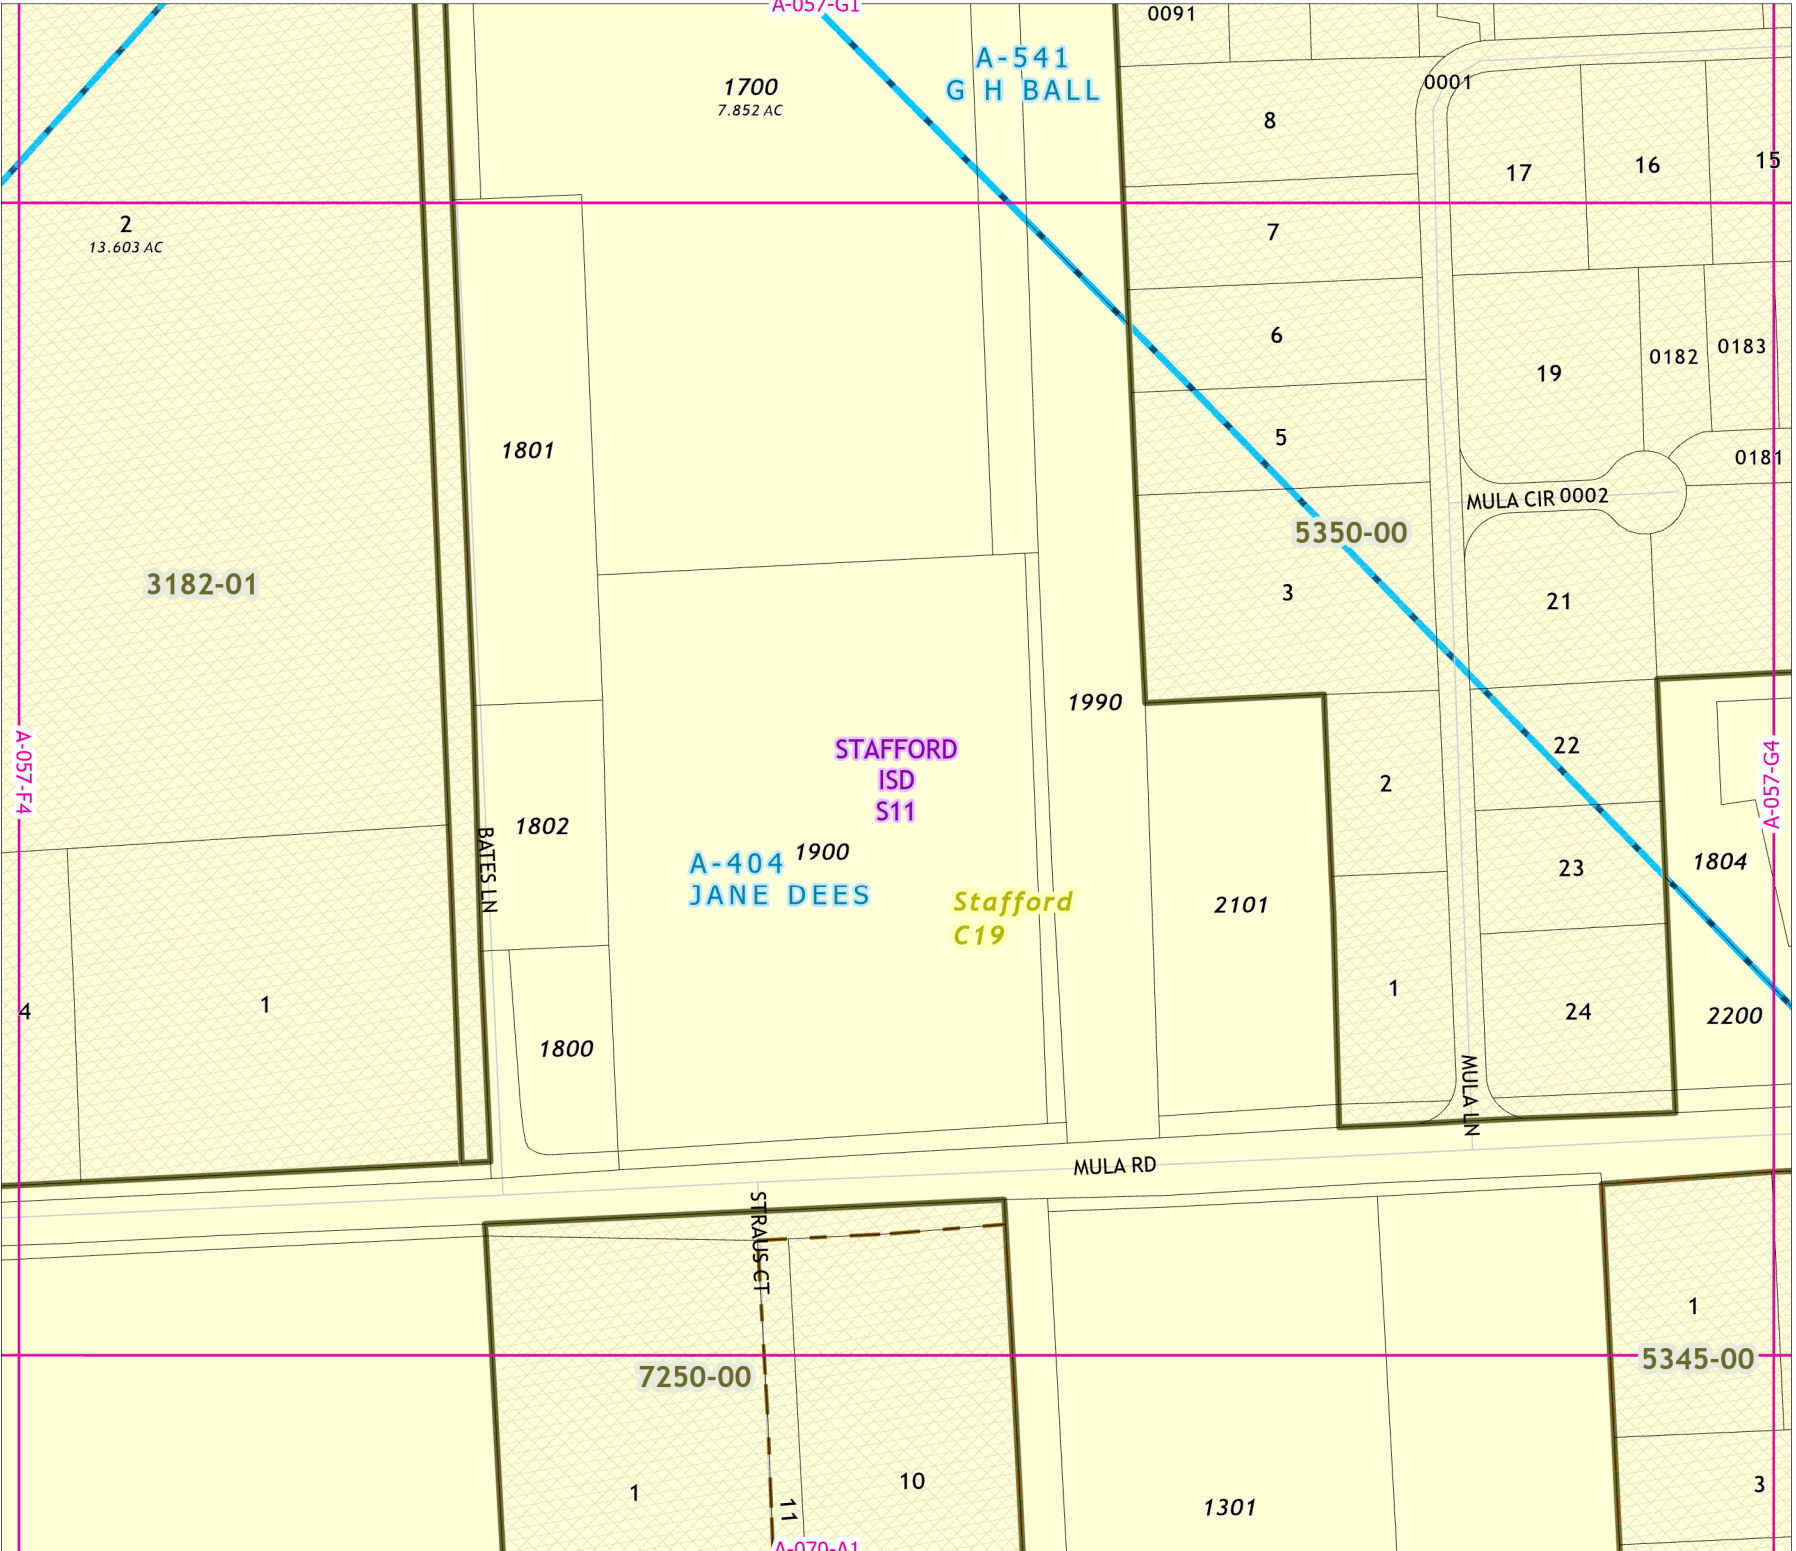 A-057-G1
0091
A-541
G H BALL
1700
7.852 AC
0001
8
17
16
15
2
13.603 AC
7
6
0182
0183
19
5
1801
0181
MULA CIR 0002
5350-00
3182-01
3
21
1990
STAFFORD
ISD
S11
22
A-057-F4
A-057-G4
2
1802
BATES LN
1900
A-404
JANE DEES
Stafford
C19
2101
23
1804
4
1
1
24
2200
1800
MULA LN
MULA RD
STRAUS CT
1
5345-00
7250-00
1
10
11
1301
3
A-070-A1